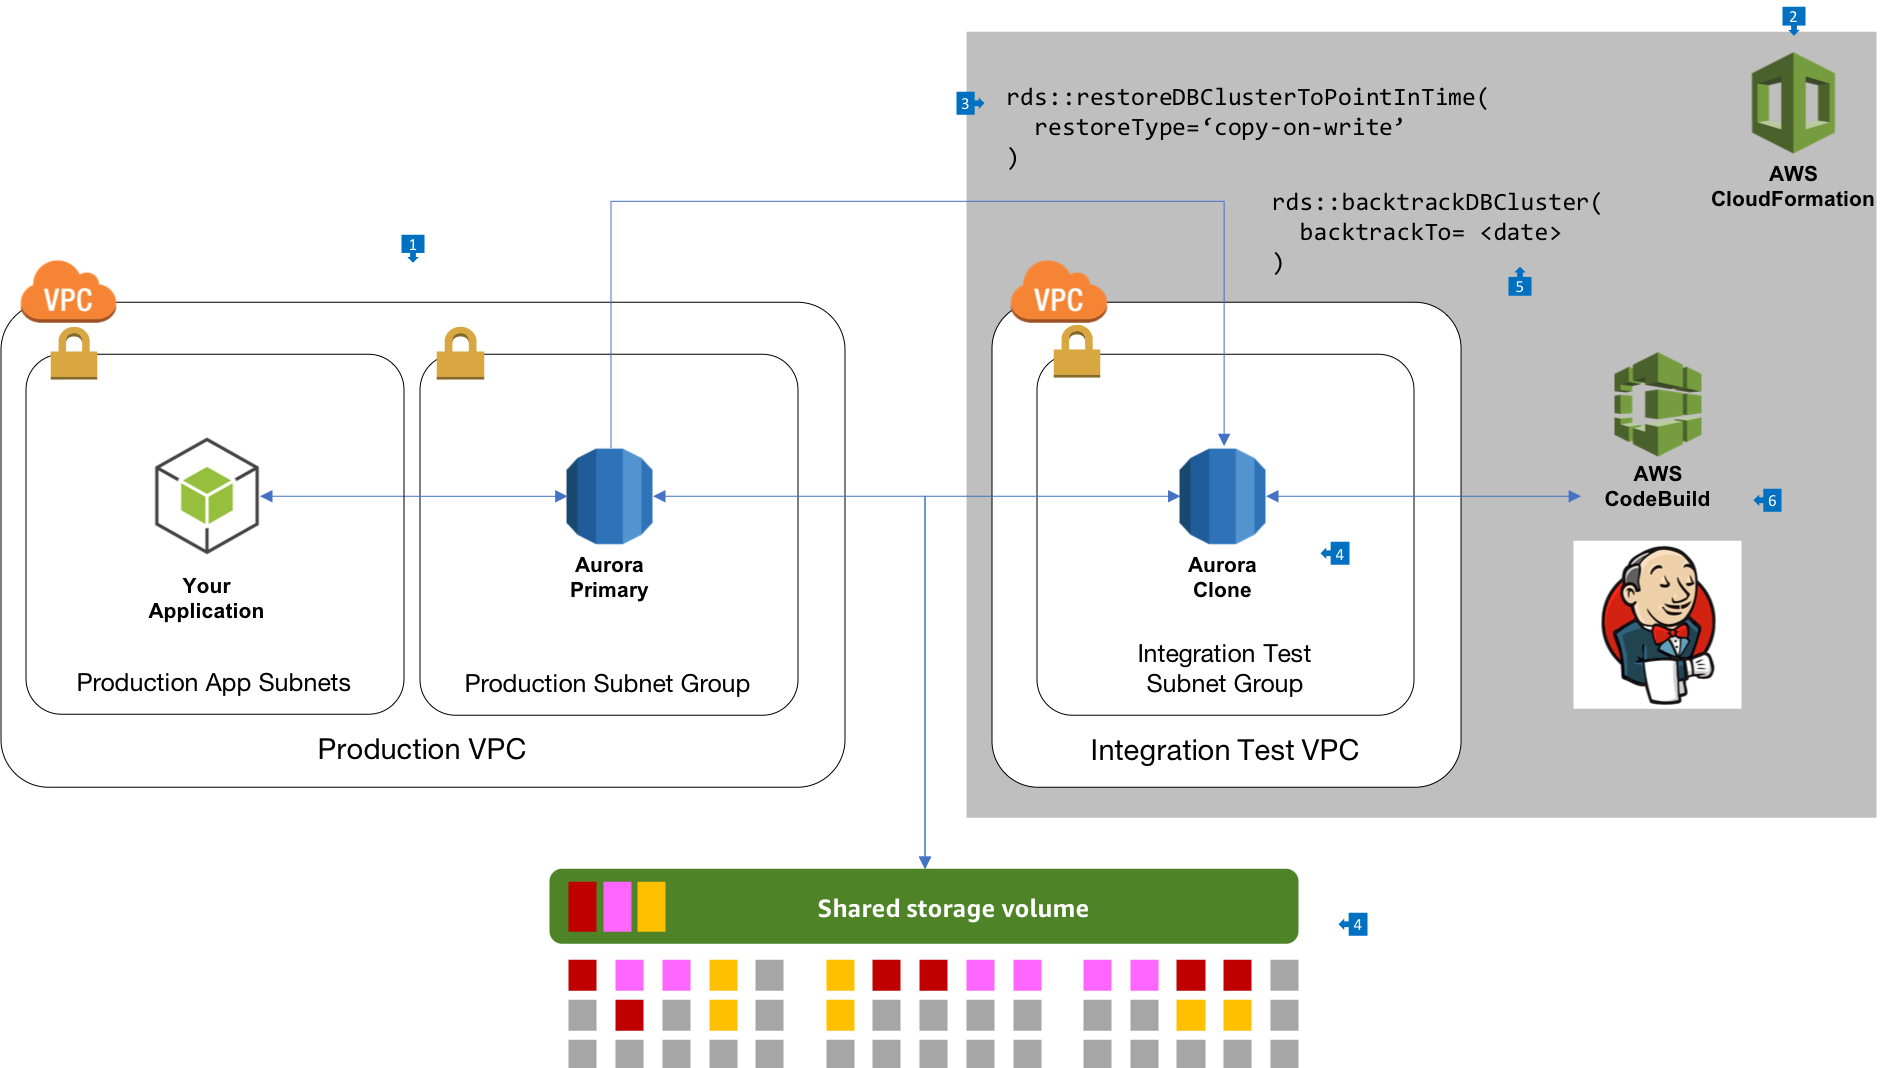 2
3
rds::restoreDBClusterToPointInTime(
restoreType=‘copy-on-write’
)
AWS
CloudFormation
rds::backtrackDBCluster(
backtrackTo= <date>
)
1
5
VPC
VPC
AWS
CodeBuild
6
Your
Application
Aurora
Primary
Aurora
Clone
4
Production App Subnets
Production Subnet Group
Integration Test
Subnet Group
Production VPC
Integration Test VPC
Shared storage volume
4